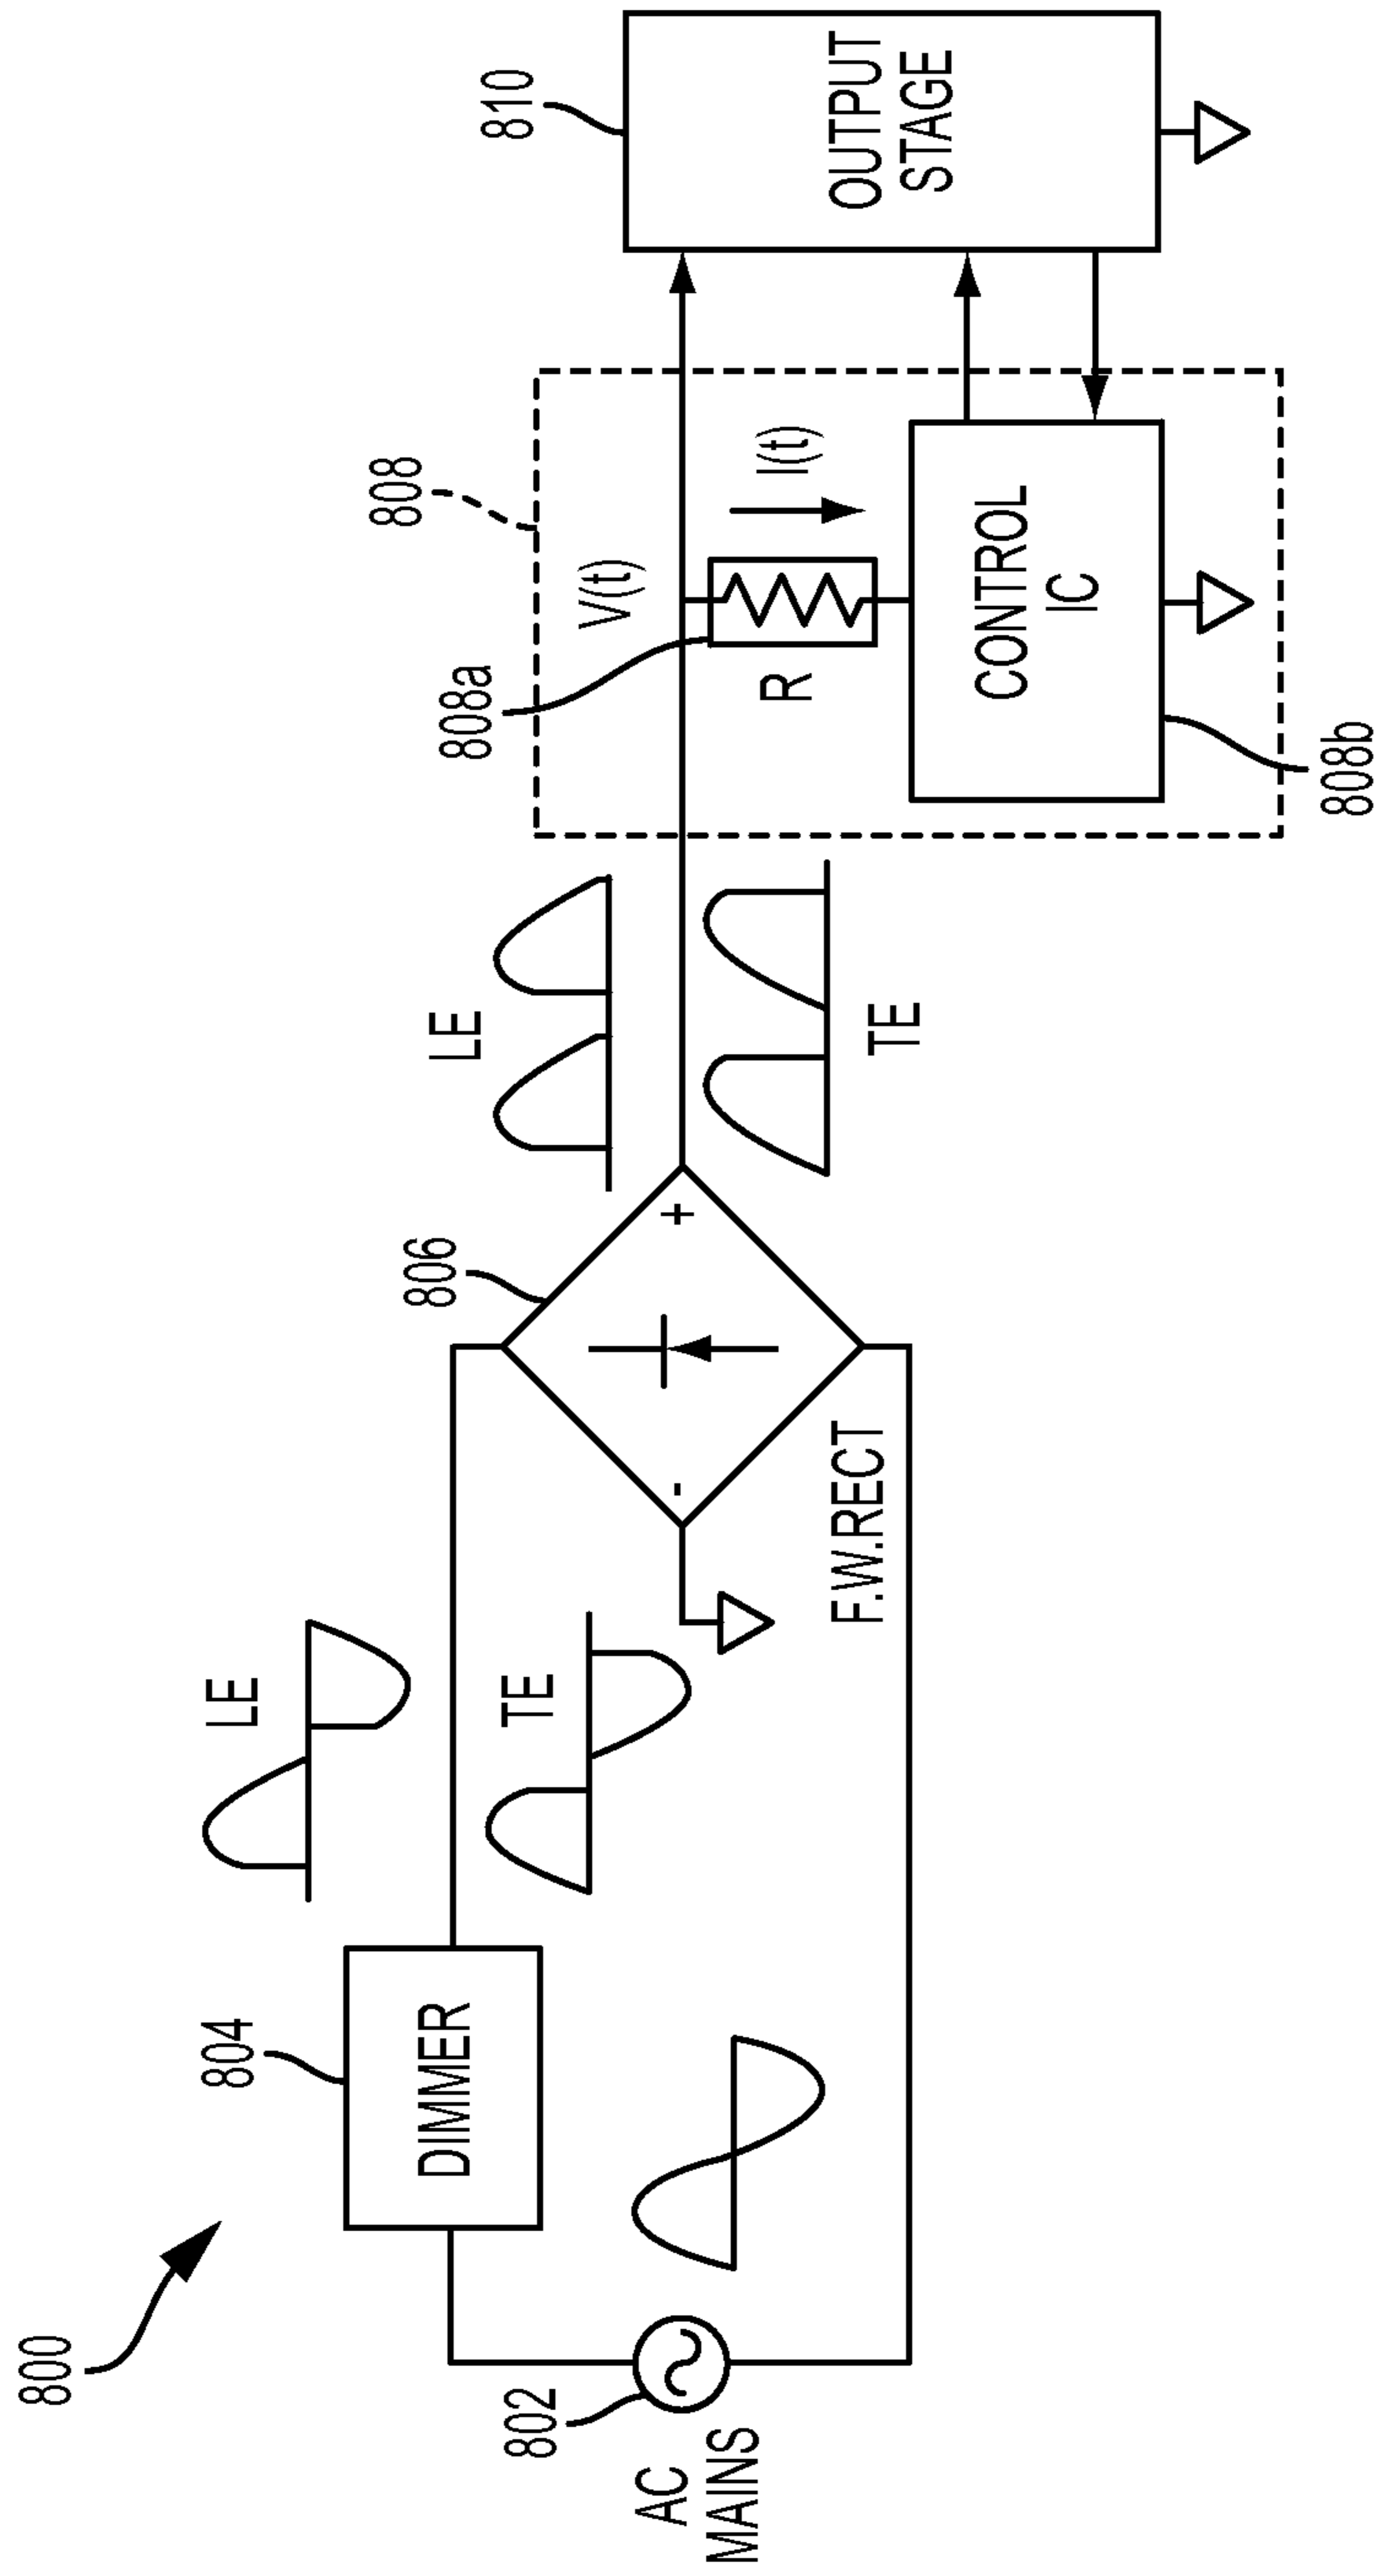 800
802
AC
MAINS
804
DIMMER
LE
TE
806
+
-
F.W.RECT
LE
TE
808
808a
V(t)
I(t)
R
CONTROL
IC
808b
810
OUTPUT
STAGE